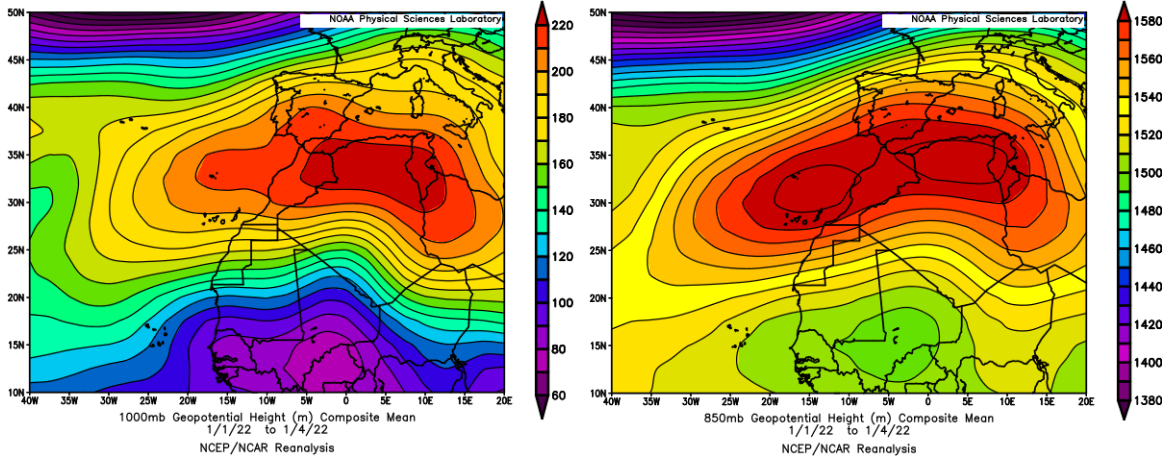 NOAA Physical Sciences Laboratory
50N
45N
40N
35N
30N
25N
20N
15N
10N
40W 35W 30W 25W 20W 15W 10W 5W 0 5E 10E 15E 20E
220
200
180
160
140
120
100
80
60
1000mb Geopotential Height (m) Composite Mean
1/1/22 to 1/4/22
NCEP/NCAR Reanalysis
NOAA Physical Sciences Laboratory
50N
45N
40N
35N
30N
25N
20N
15N
10N
40W 35W 30W 25W 20W 15W 10W 5W 0 5E 10E 15E 20E
1580
1560
1540
1520
1500
1480
1460
1440
1420
1400
1380
850mb Geopotential Height (m) Composite Mean
1/1/22 to 1/4/22
NCEP/NCAR Reanalysis